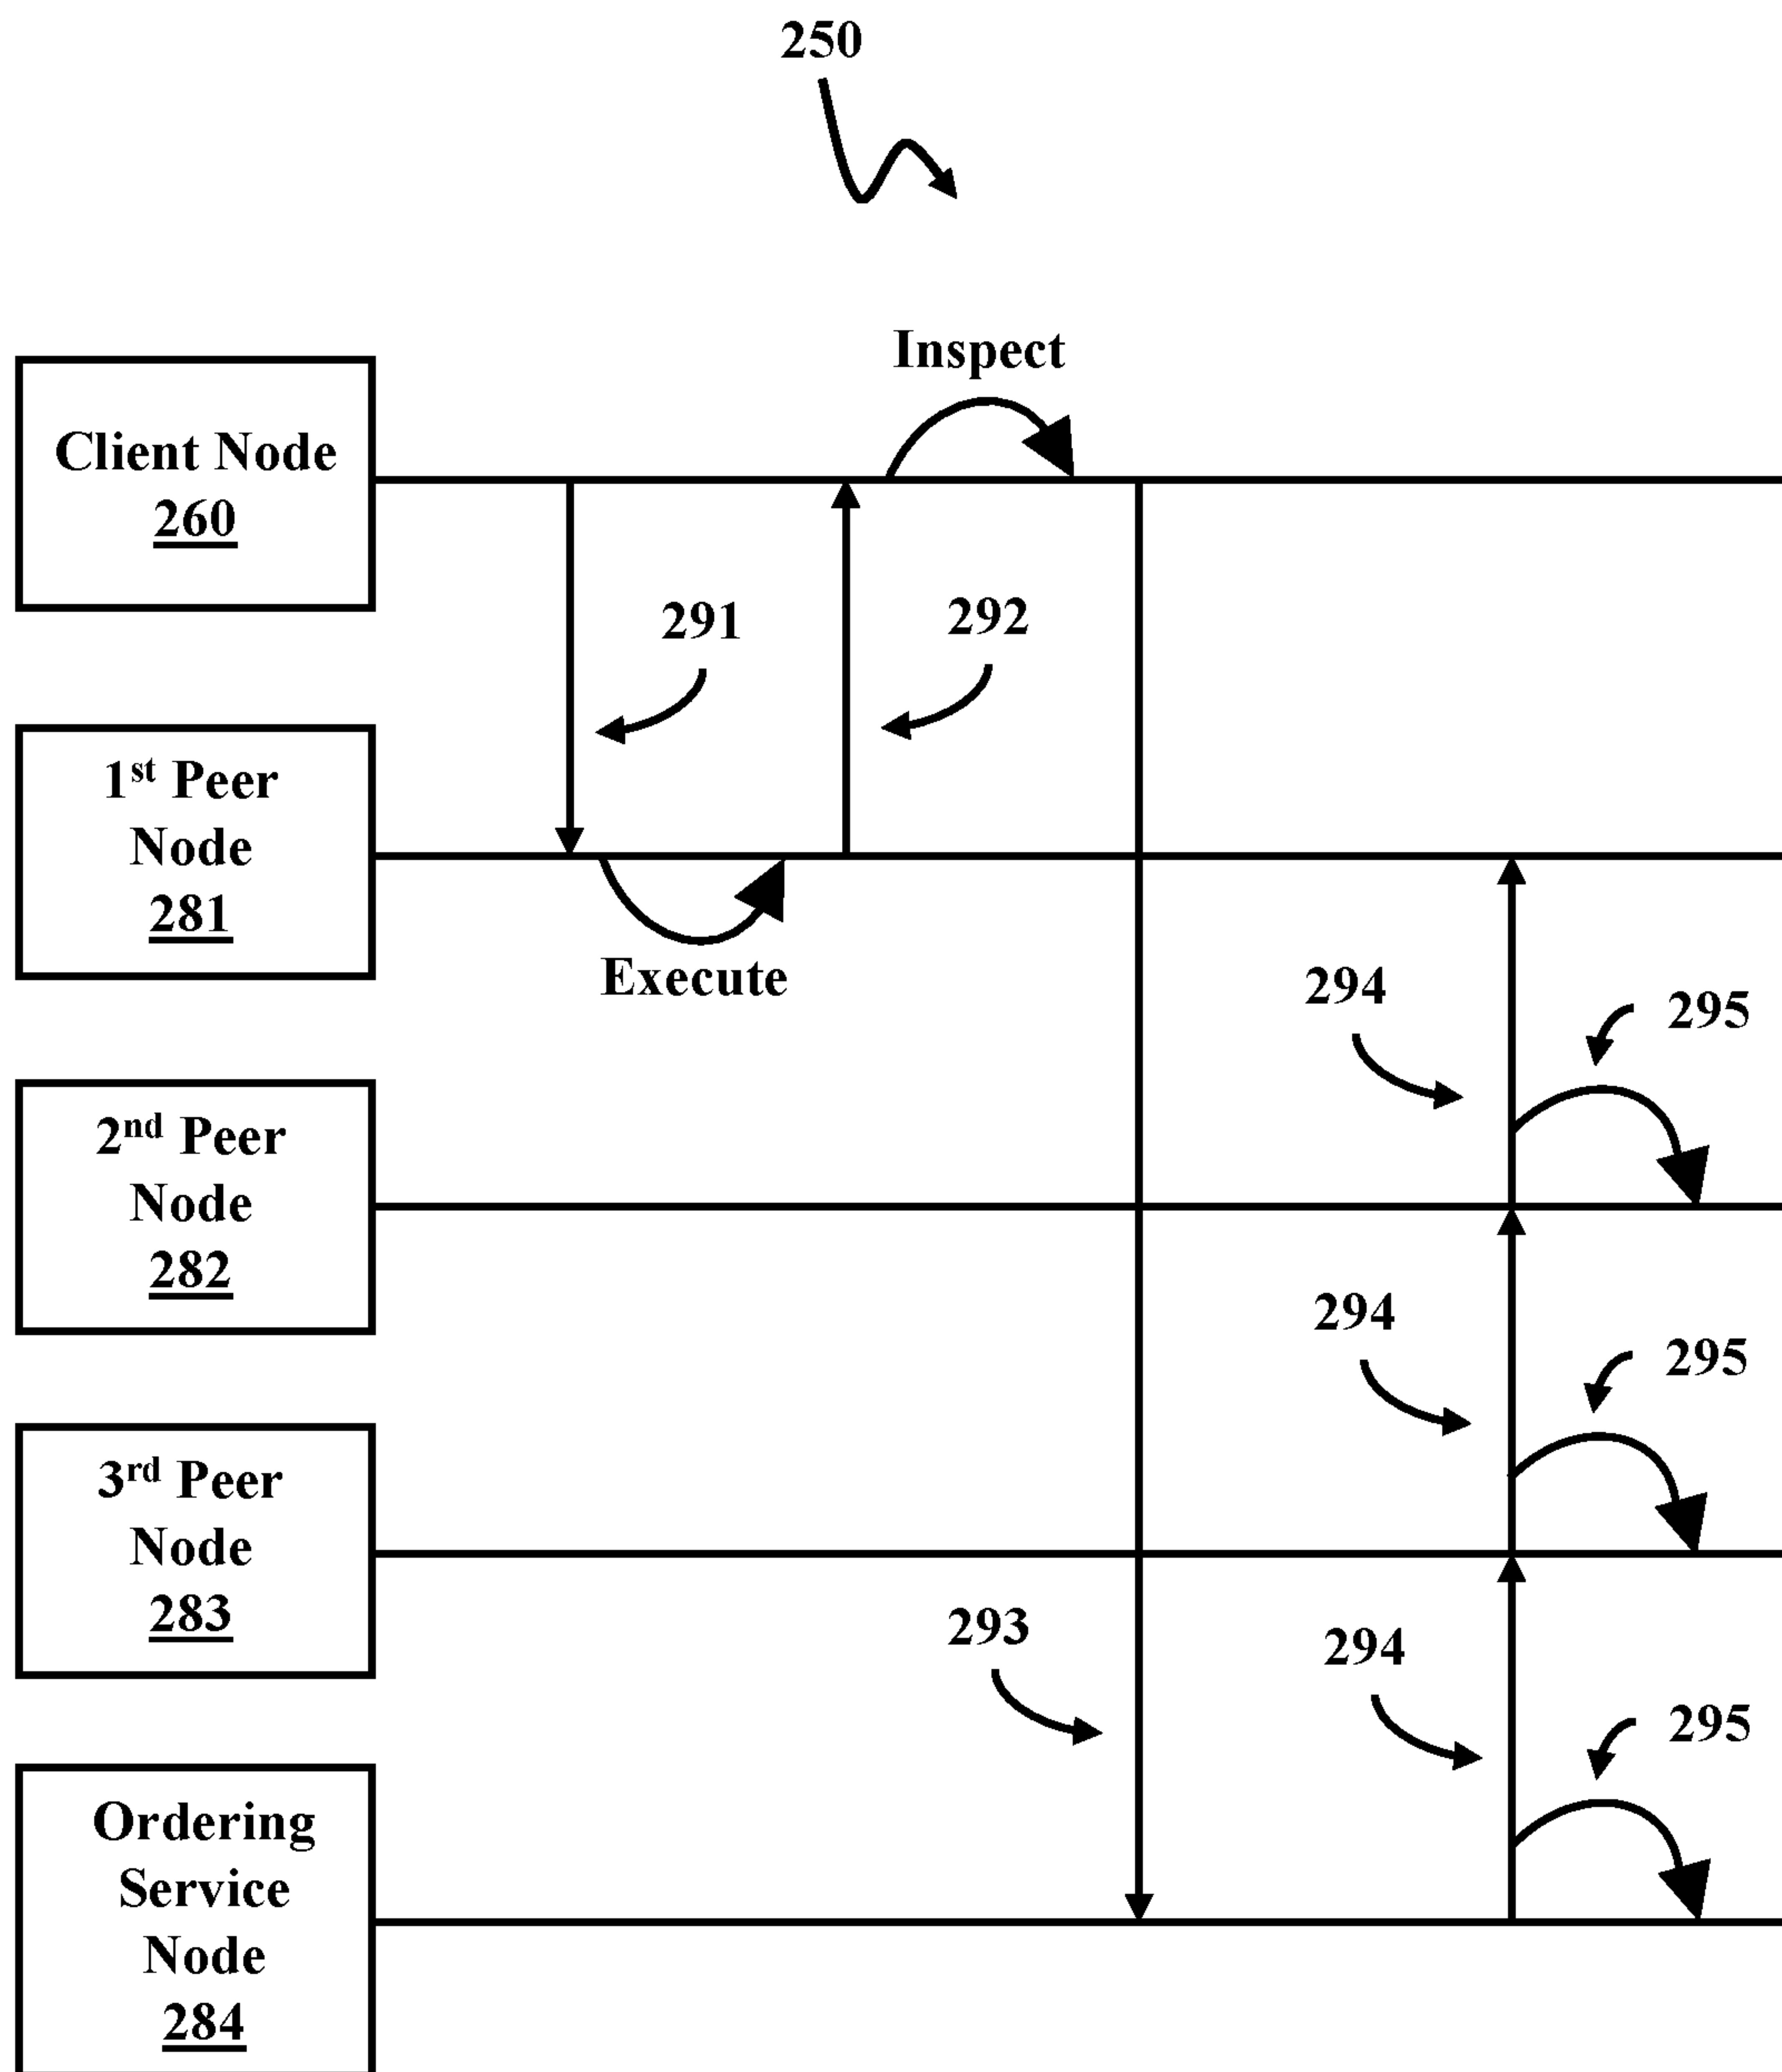 250
Inspect
Client Node
260
291
292
1st Peer
Node
281
Execute
294
295
2nd Peer
Node
282
294
295
3rd Peer
Node
283
293
294
295
Ordering
Service
Node
284